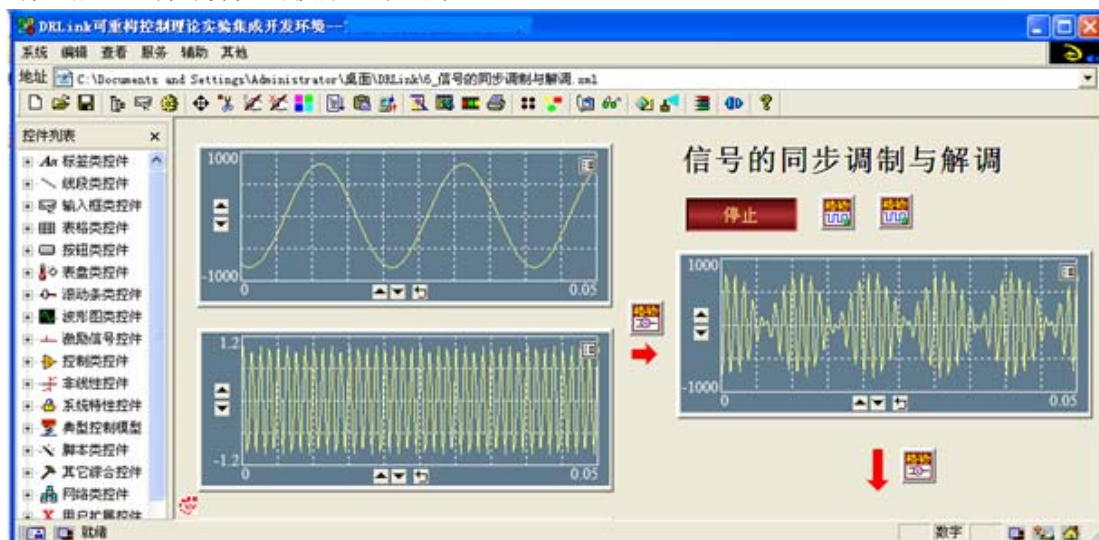 DRLink可重构控制理论实验集成开发环境--
系统 编辑 查看 服务 辅助 其他
地址 C:\Documents and Settings\Administrator\桌面\DRLink\6_信号的同步调制与解调.xml
控件列表
Aa 标签类控件
线段类控件
输入框类控件
表格类控件
按钮类控件
表盘类控件
滚动条类控件
波形图类控件
激励信号控件
控制类控件
非线性控件
系统特性控件
典型控制模型
脚本类控件
其它综合控件
网络类控件
用户扩展控件
1000
-1000
0 0.05
1.2
-1.2
0 0.05
信号的同步调制与解调
停止
1000
-1000
0 0.05
就绪 数字